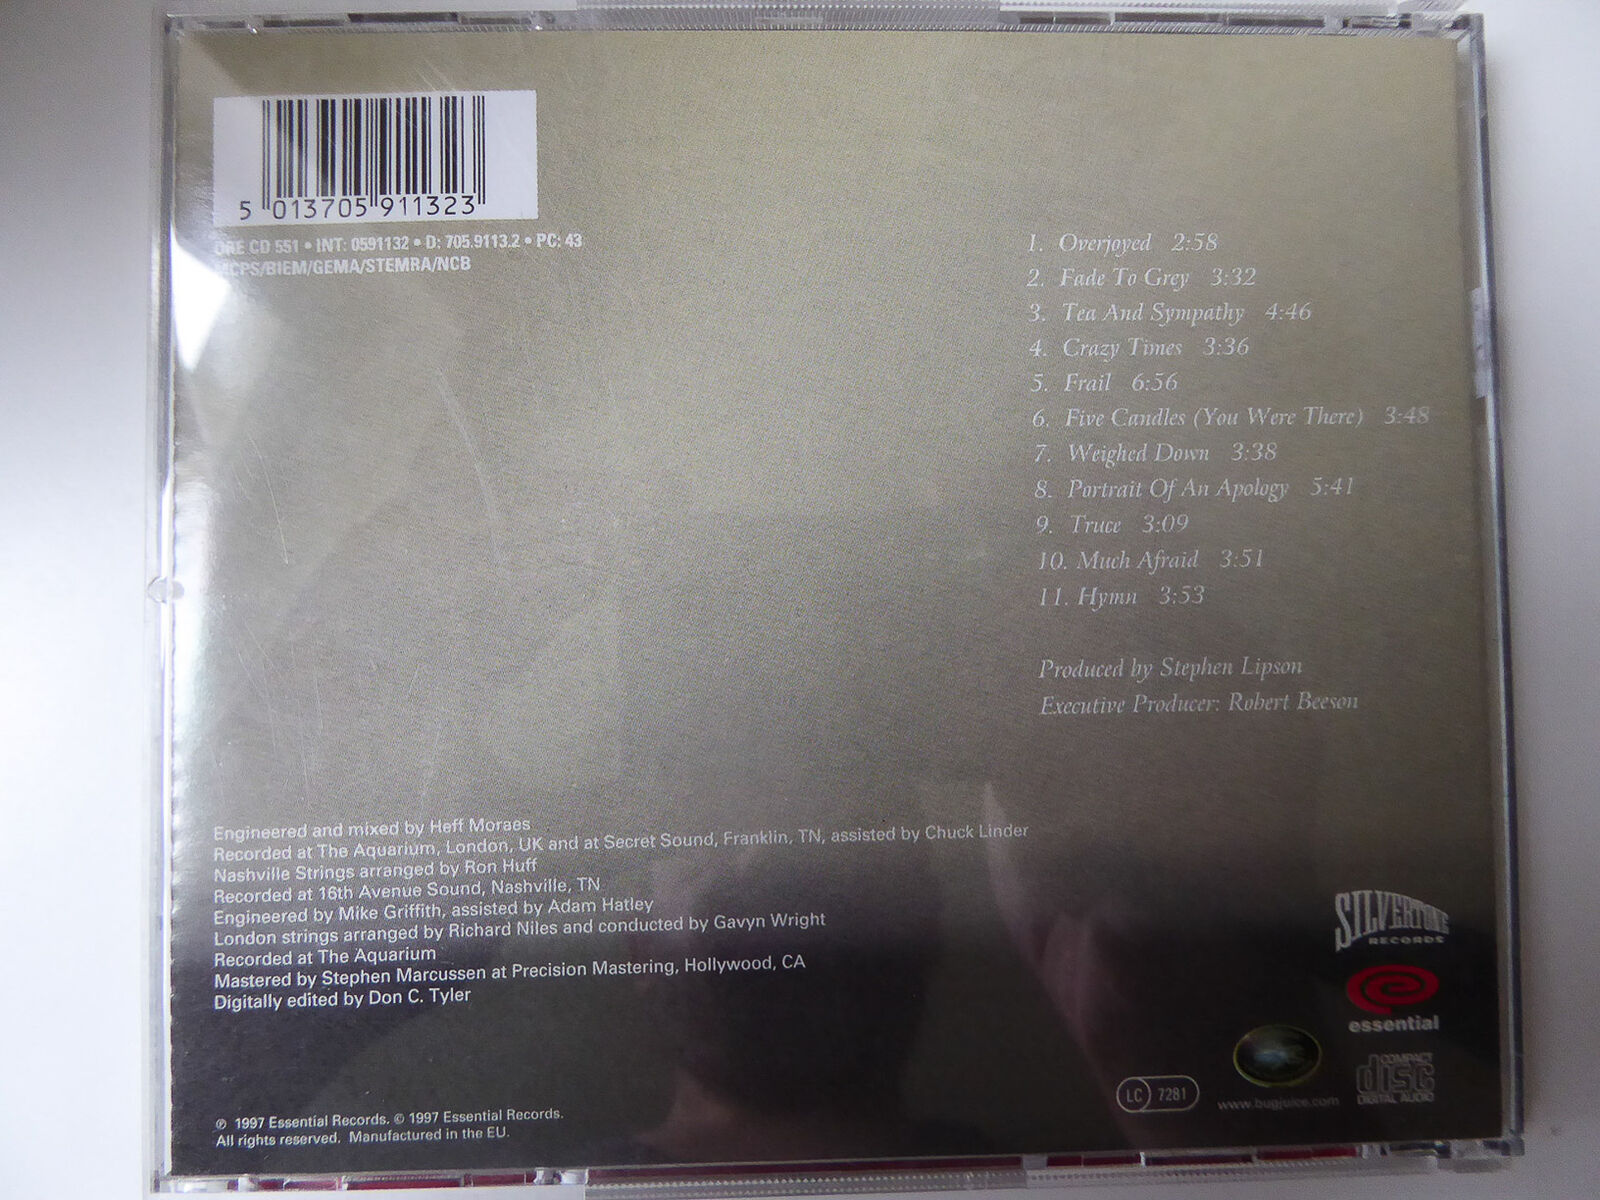 5 013705 911323
ORE CD 551 • INT: 0591132 • D: 705.9113.2 • PC: 43
MCPS/BIEM/GEMA/STEMRA/NCB
1. Overjoyed 2:58
2. Fade To Grey 3:32
3. Tea And Sympathy 4:46
4. Crazy Times 3:36
5. Frail 6:56
6. Five Candles (You Were There) 3:48
7. Weighed Down 3:38
8. Portrait Of An Apology 5:41
9. Truce 3:09
10. Much Afraid 3:51
11. Hymn 3:53
Produced by Stephen Lipson
Executive Producer: Robert Beeson
Engineered and mixed by Heff Moraes
Recorded at The Aquarium, London, UK and at Secret Sound, Franklin, TN, assisted by Chuck Linder
Nashville Strings arranged by Ron Huff
Recorded at 16th Avenue Sound, Nashville, TN
Engineered by Mike Griffith, assisted by Adam Hatley
London strings arranged by Richard Niles and conducted by Gavyn Wright
Recorded at The Aquarium
Mastered by Stephen Marcussen at Precision Mastering, Hollywood, CA
Digitally edited by Don C. Tyler
℗ 1997 Essential Records. © 1997 Essential Records.
All rights reserved. Manufactured in the EU.
SILVERTONE
RECORDS
essential
LC 7281
www.bugjuice.com
COMPACT
disc
DIGITAL AUDIO